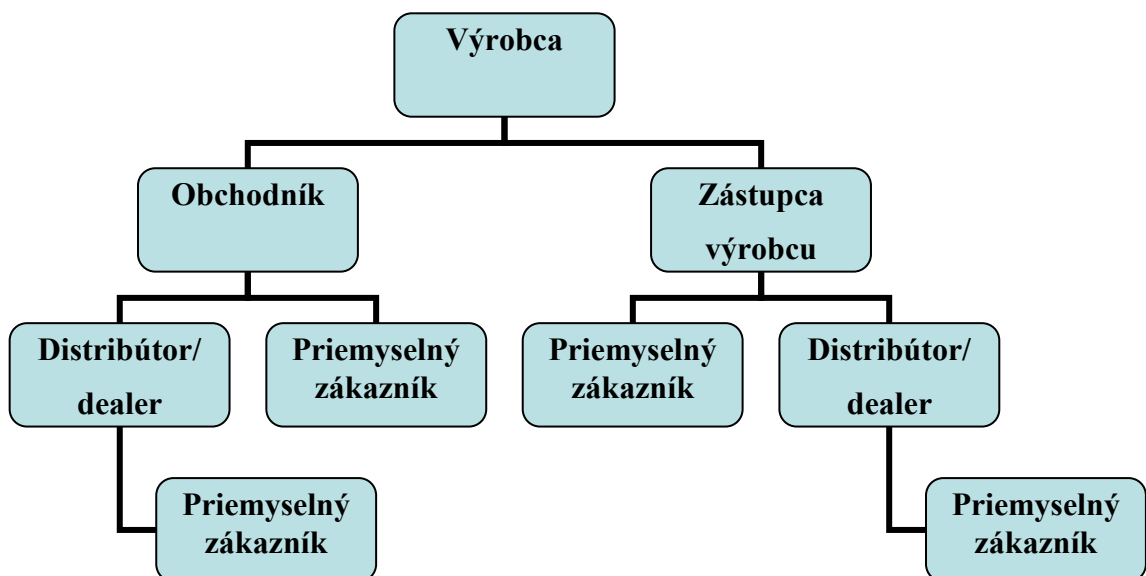 Výrobca
Obchodník
Zástupca
výrobcu
Distribútor/
dealer
Priemyselný
zákazník
Priemyselný
zákazník
Distribútor/
dealer
Priemyselný
zákazník
Priemyselný
zákazník